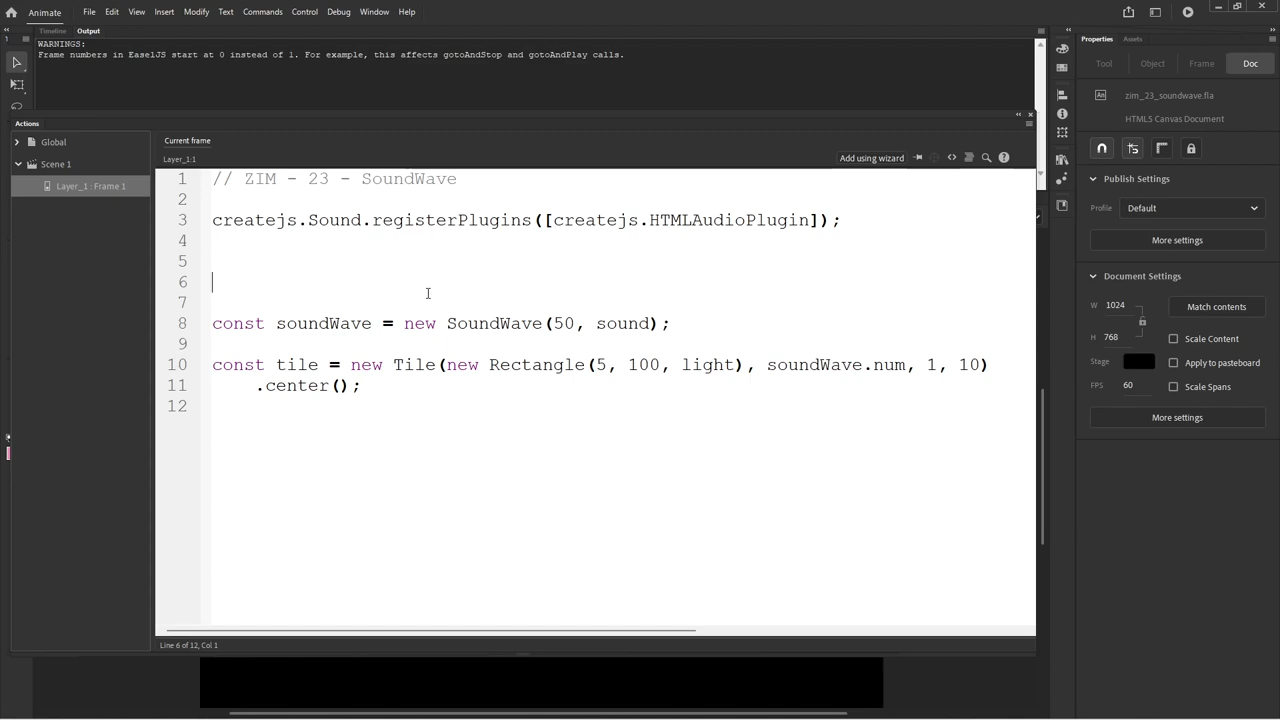 Animate File Edit View Insert Modify Text Commands Control Debug Window Help
Timeline Output
WARNINGS:
Frame numbers in EaselJS start at 0 instead of 1. For example, this affects gotoAndStop and gotoAndPlay calls.
Actions
Global
Scene 1
Layer_1 : Frame 1
Current frame
Layer_1:1
Add using wizard
1 // ZIM - 23 - SoundWave
2
3 createjs.Sound.registerPlugins([createjs.HTMLAudioPlugin]);
4
5
6
7
8 const soundWave = new SoundWave(50, sound);
9
10 const tile = new Tile(new Rectangle(5, 100, light), soundWave.num, 1, 10)
11 .center();
12
Line 6 of 12, Col 1
Properties Assets
Tool Object Frame Doc
An zim_23_soundwave.fla
HTML5 Canvas Document
Publish Settings
Profile Default
More settings
Document Settings
W 1024 Match contents
H 768 Scale Content
Stage Apply to pasteboard
FPS 60 Scale Spans
More settings